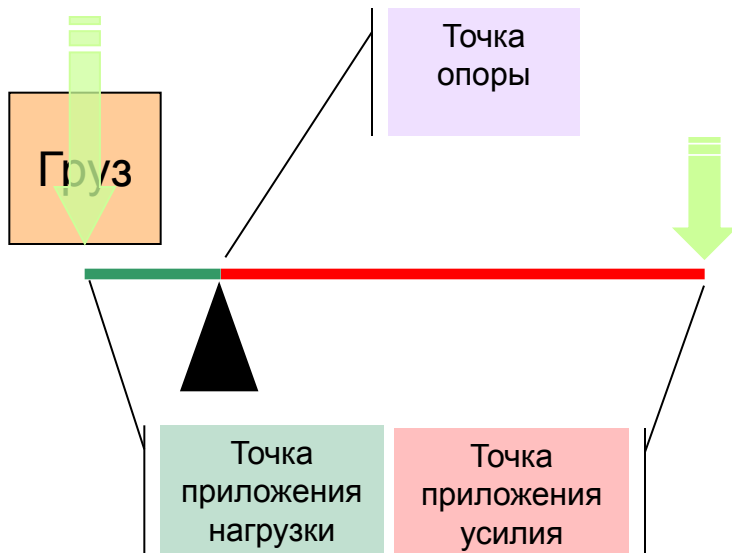 Точка
опоры
Груз
Точка
приложения
нагрузки
Точка
приложения
усилия